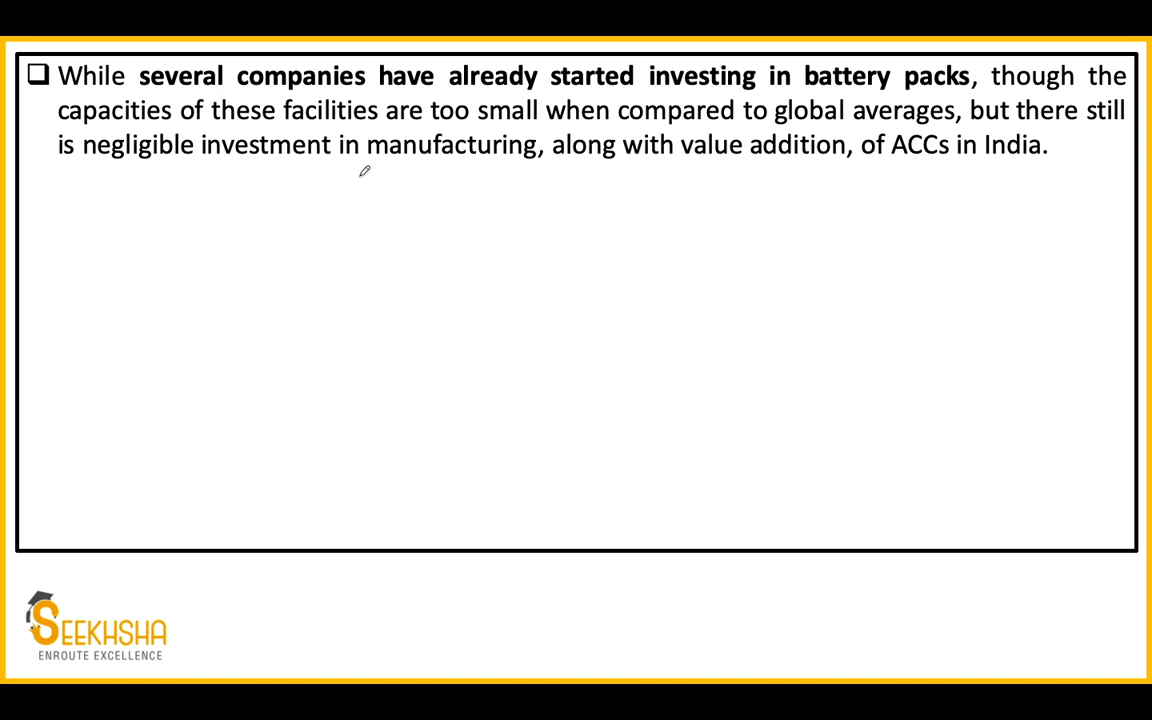 While several companies have already started investing in battery packs, though the
capacities of these facilities are too small when compared to global averages, but there still
is negligible investment in manufacturing, along with value addition, of ACCs in India.
SEEKHSHA
ENROUTE EXCELLENCE